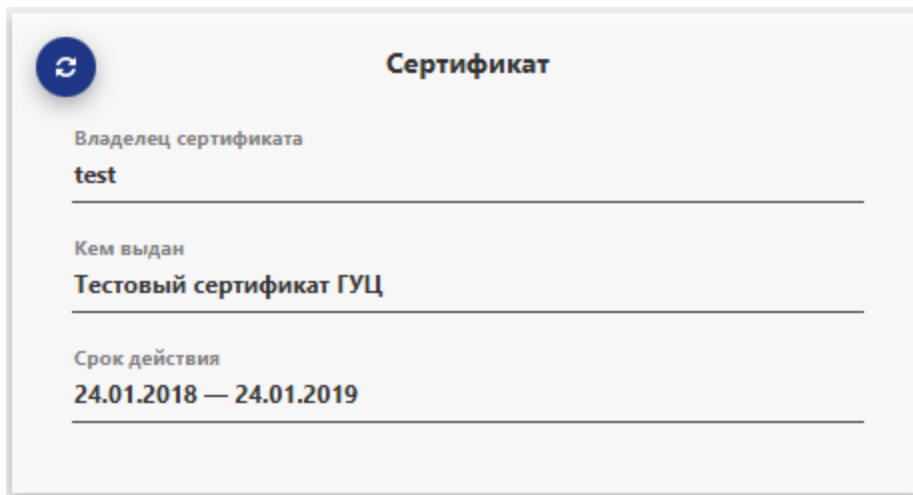 Сертификат
Владелец сертификата
test
Кем выдан
Тестовый сертификат ГУЦ
Срок действия
24.01.2018 — 24.01.2019